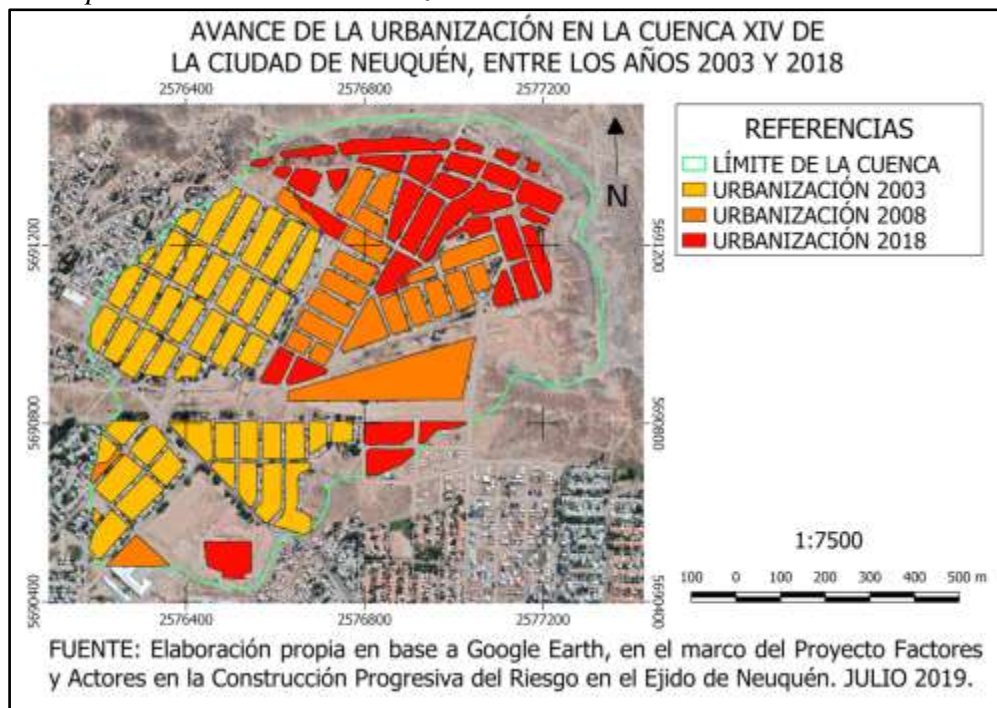 AVANCE DE LA URBANIZACIÓN EN LA CUENCA XIV DE
LA CIUDAD DE NEUQUÉN, ENTRE LOS AÑOS 2003 Y 2018
2576400 2576800 2577200
REFERENCIAS
LÍMITE DE LA CUENCA
URBANIZACIÓN 2003
URBANIZACIÓN 2008
URBANIZACIÓN 2018
N
5691200 5691200
5690800 5690800
5690400 5690400
1:7500
100 0 100 200 300 400 500 m
2576400 2576800 2577200
FUENTE: Elaboración propia en base a Google Earth, en el marco del Proyecto Factores
y Actores en la Construcción Progresiva del Riesgo en el Ejido de Neuquén. JULIO 2019.